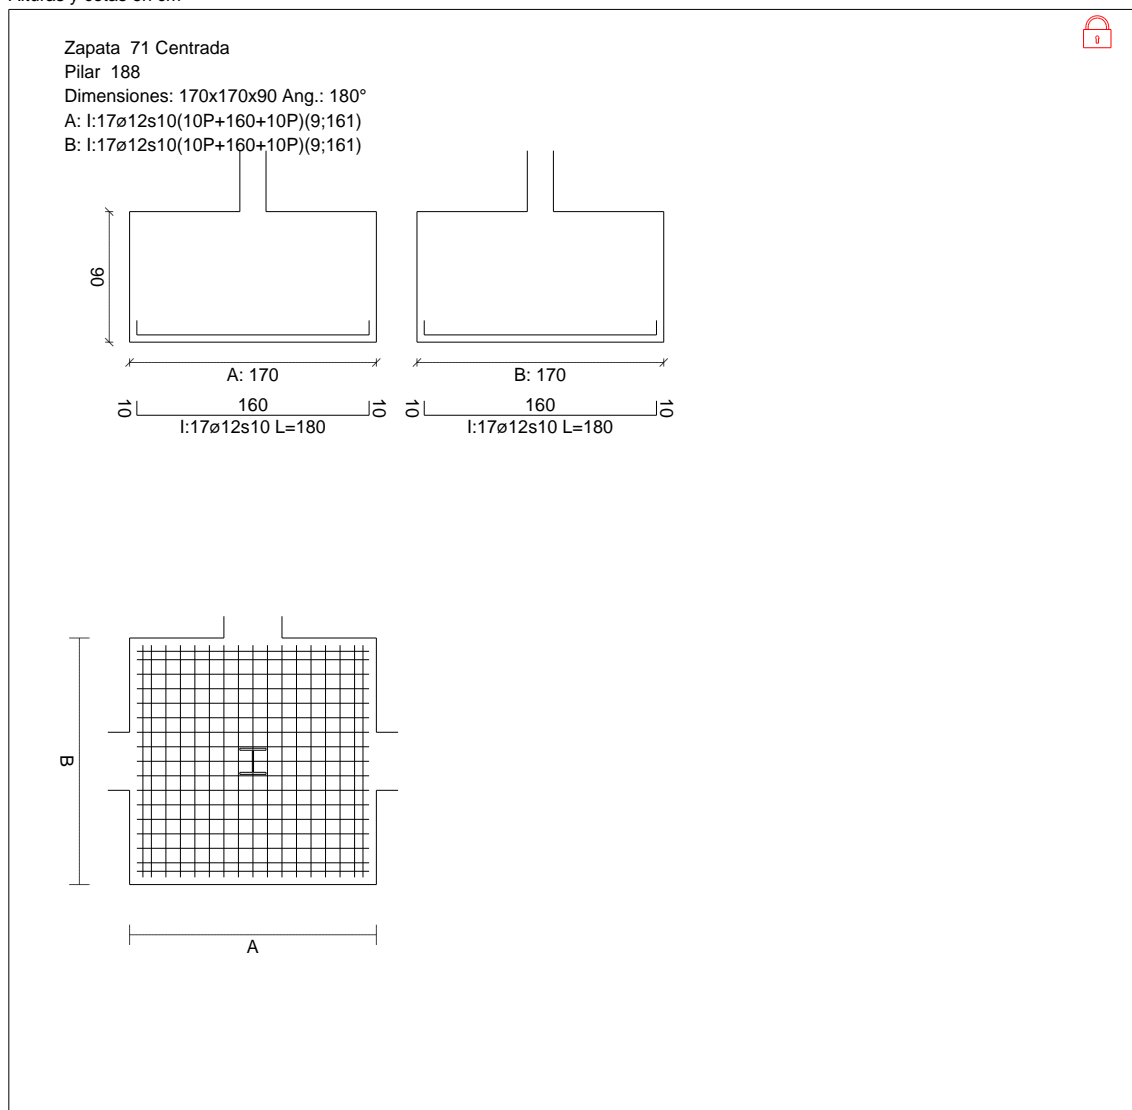 Alturas y cotas en cm
Zapata 71 Centrada
Pilar 188
Dimensiones: 170x170x90 Ang.: 180°
A: I:17ø12s10(10P+160+10P)(9;161)
B: I:17ø12s10(10P+160+10P)(9;161)
90
A: 170
B: 170
10
160
10
I:17ø12s10 L=180
10
160
10
I:17ø12s10 L=180
B
A